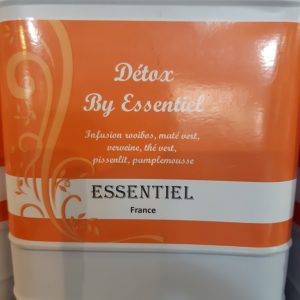 Détox
By Essentiel
Infusion rooibos, maté vert,
verveine, thé vert,
pissenlit, pamplemousse
ESSENTIEL
France